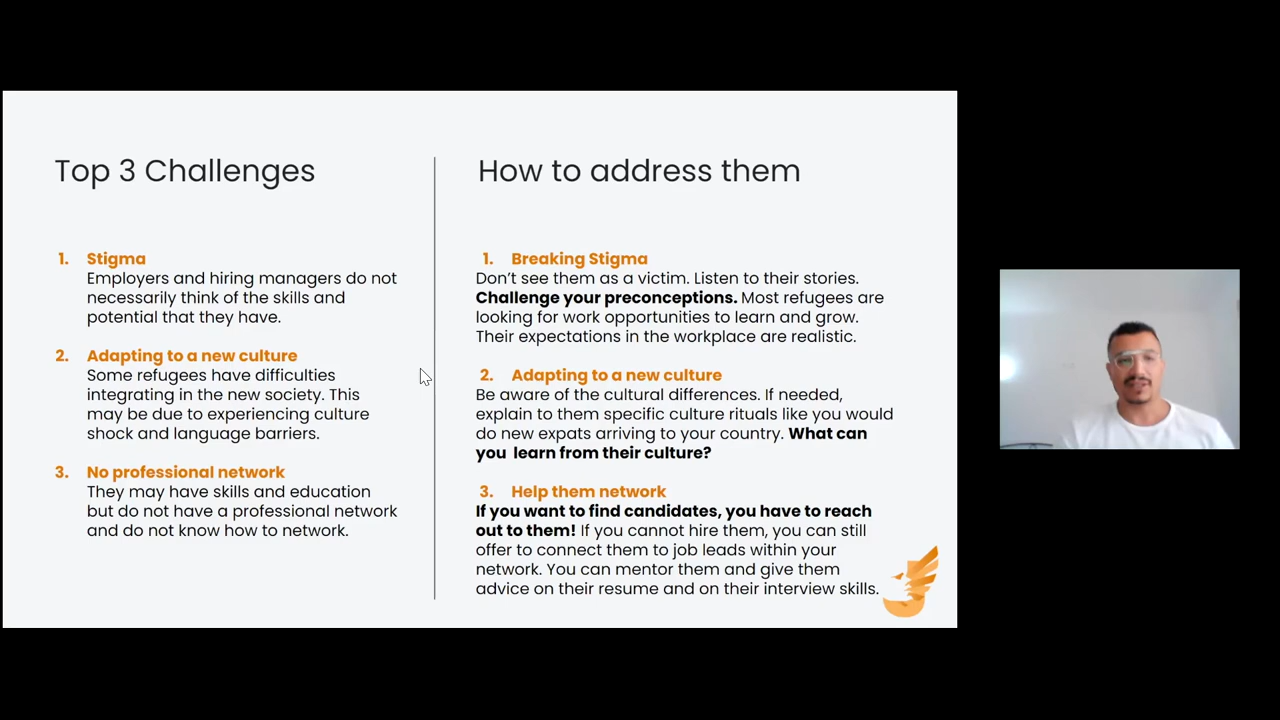 Top 3 Challenges
1. Stigma
Employers and hiring managers do not
necessarily think of the skills and
potential that they have.
2. Adapting to a new culture
Some refugees have difficulties
integrating in the new society. This
may be due to experiencing culture
shock and language barriers.
3. No professional network
They may have skills and education
but do not have a professional network
and do not know how to network.
How to address them
1. Breaking Stigma
Don’t see them as a victim. Listen to their stories.
Challenge your preconceptions. Most refugees are
looking for work opportunities to learn and grow.
Their expectations in the workplace are realistic.
2. Adapting to a new culture
Be aware of the cultural differences. If needed,
explain to them specific culture rituals like you would
do new expats arriving to your country. What can
you learn from their culture?
3. Help them network
If you want to find candidates, you have to reach
out to them! If you cannot hire them, you can still
offer to connect them to job leads within your
network. You can mentor them and give them
advice on their resume and on their interview skills.